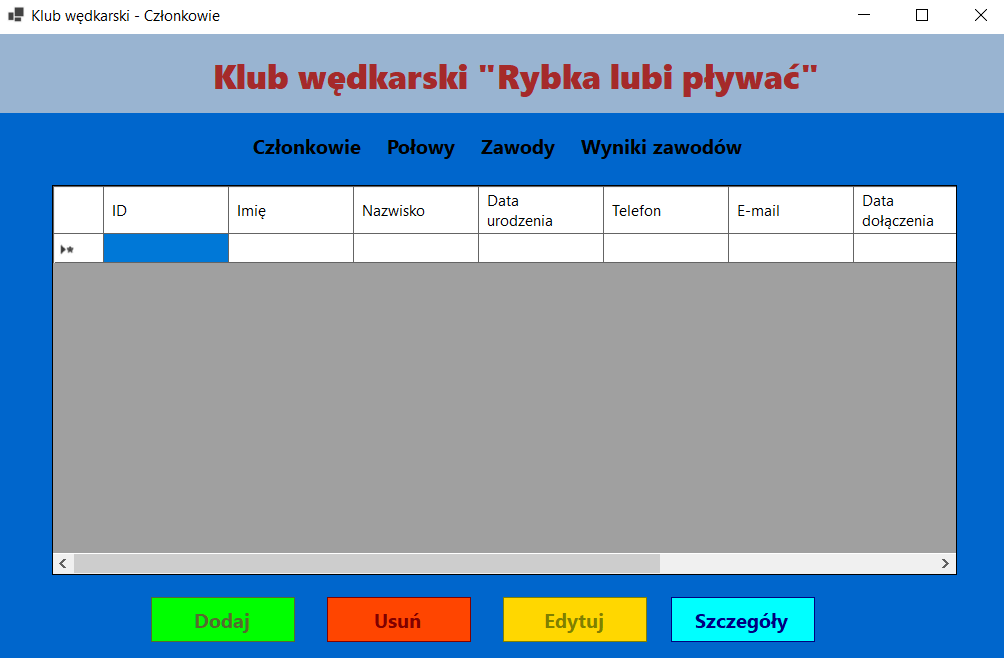 Klub wędkarski - Członkowie
Klub wędkarski "Rybka lubi pływać"
Członkowie Połowy Zawody Wyniki zawodów
ID Imię Nazwisko Data urodzenia Telefon E-mail Data dołączenia
Dodaj Usuń Edytuj Szczegóły